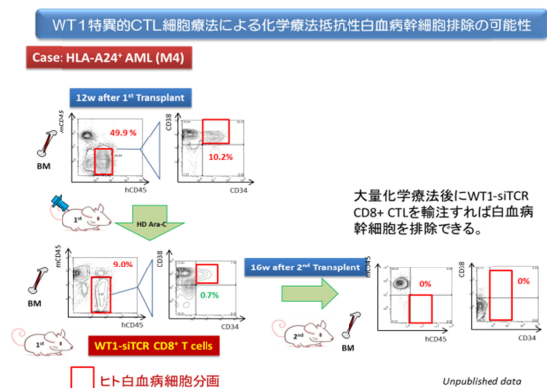 WT1特異的CTL細胞療法による化学療法抵抗性白血病幹細胞排除の可能性
Case: HLA-A24+ AML (M4)
12w after 1st Transplant
mCD45
49.9 %
CD38
10.2%
BM
hCD45
CD34
1st
HD Ara-C
大量化学療法後にWT1-siTCR
CD8+ CTLを輸注すれば白血病
幹細胞を排除できる。
mCD45
9.0%
CD38
0.7%
BM
hCD45
CD34
1st
WT1-siTCR CD8+ T cells
16w after 2nd Transplant
mCD45
0%
CD38
0%
2nd
BM
hCD45
CD34
ヒト白血病細胞分画
Unpublished data